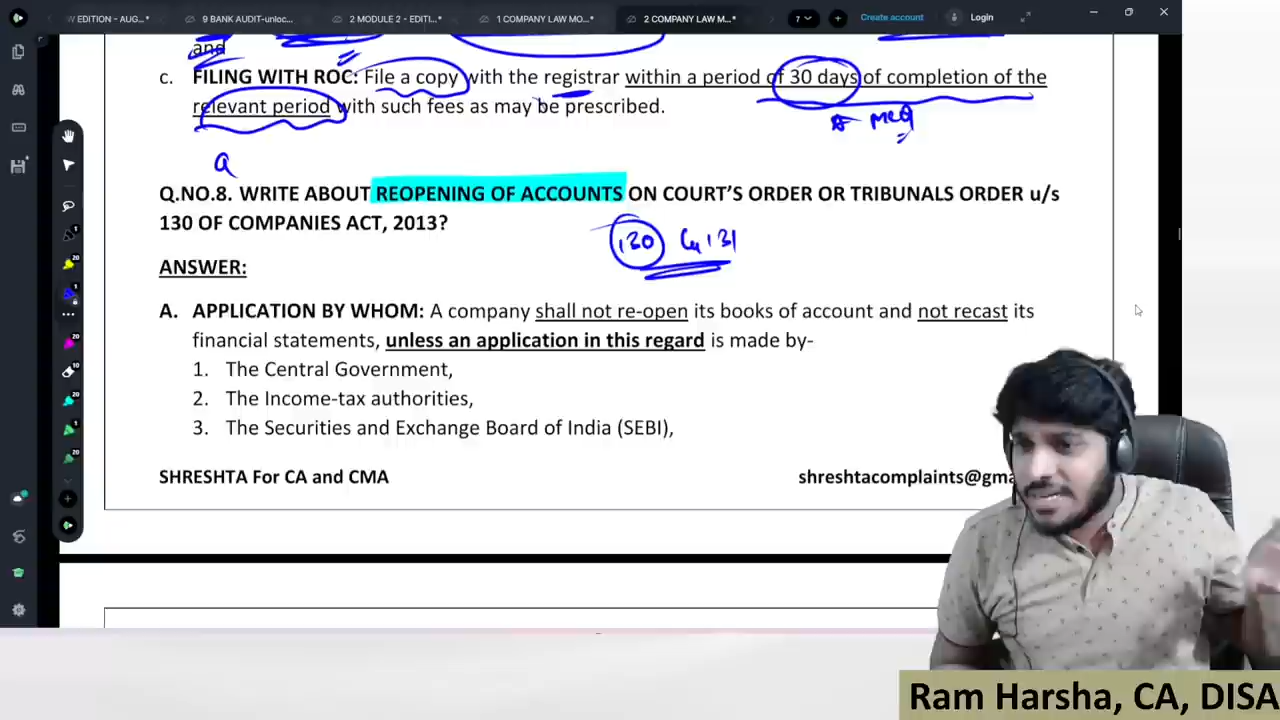 W EDITION - AUG...*
9 BANK AUDIT-unloc...
2 MODULE 2 - EDITI...*
1 COMPANY LAW MO...*
2 COMPANY LAW M...*
7
Create account
Login
and
c. FILING WITH ROC: File a copy with the registrar within a period of 30 days of completion of the
relevant period with such fees as may be prescribed.
MCQ
Q
Q.NO.8. WRITE ABOUT REOPENING OF ACCOUNTS ON COURT'S ORDER OR TRIBUNALS ORDER u/s
130 OF COMPANIES ACT, 2013?
130 131
ANSWER:
A. APPLICATION BY WHOM: A company shall not re-open its books of account and not recast its
financial statements, unless an application in this regard is made by-
1. The Central Government,
2. The Income-tax authorities,
3. The Securities and Exchange Board of India (SEBI),
SHRESHTA For CA and CMA
shreshtacomplaints@gma
Ram Harsha, CA, DISA